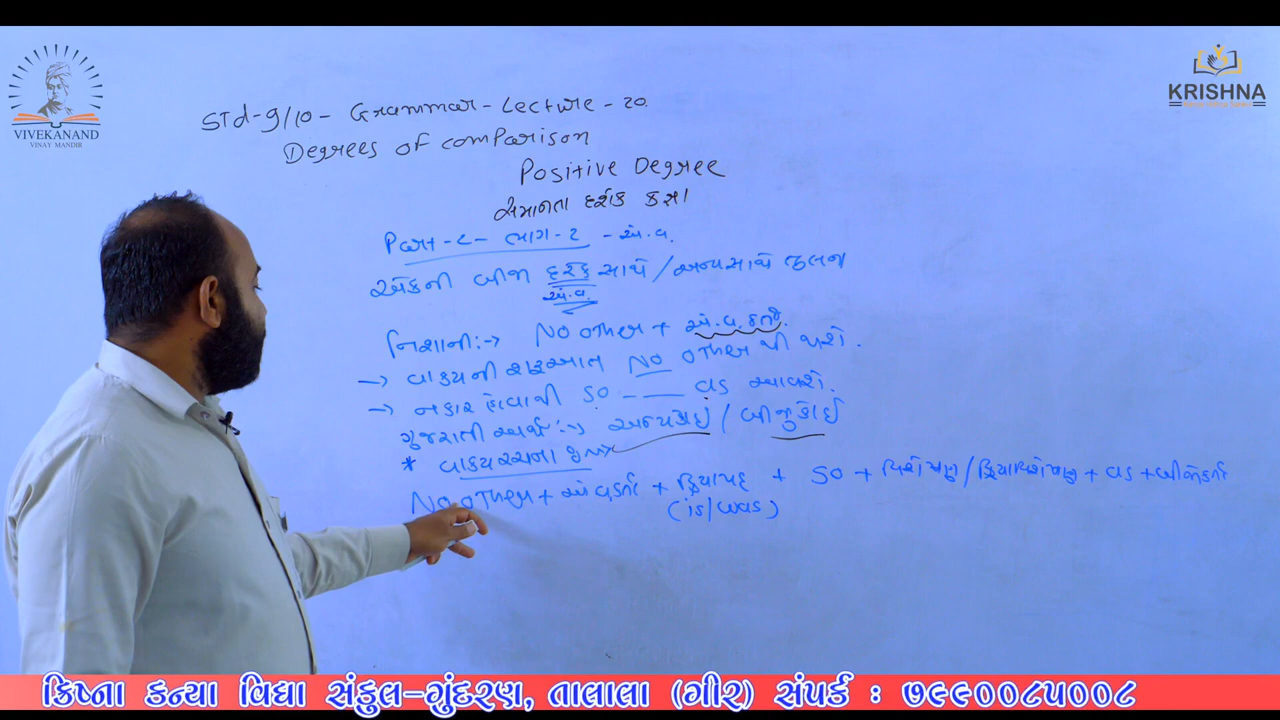 VIVEKANAND
VINAY MANDIR
KRISHNA
STd-9/10 - Grammar - Lecture - 20.
Degrees of comparison
Positive Degree
સમાનતા દર્શક કક્ષા
Part-2 - ભાગ-૨ - એ.વ.
એકની બીજા દરેક સાથે/અન્ય સાથે તુલના
એ.વ.
નિશાની:-> No other + એ.વ. કર્તા.
-> વાક્યની શરૂઆત No other થી થશે.
-> નકાર હોવાથી so ___ as આવશે.
ગુજરાતી અર્થ:-> અન્ય કોઈ / બીજુ કોઈ
* વાક્યરચના
No other + એ વ કર્તા + ક્રિયાપદ + so + વિશેષણ/ક્રિયાવિશેષણ + as + બીજો કર્તા
(is/was)
ક્રિષ્ના કન્યા વિદ્યા સંકુલ-ગુંદરણ, તાલાલા (ગીર) સંપર્ક : ૭૯૯૦૦૮૫૦૦૮